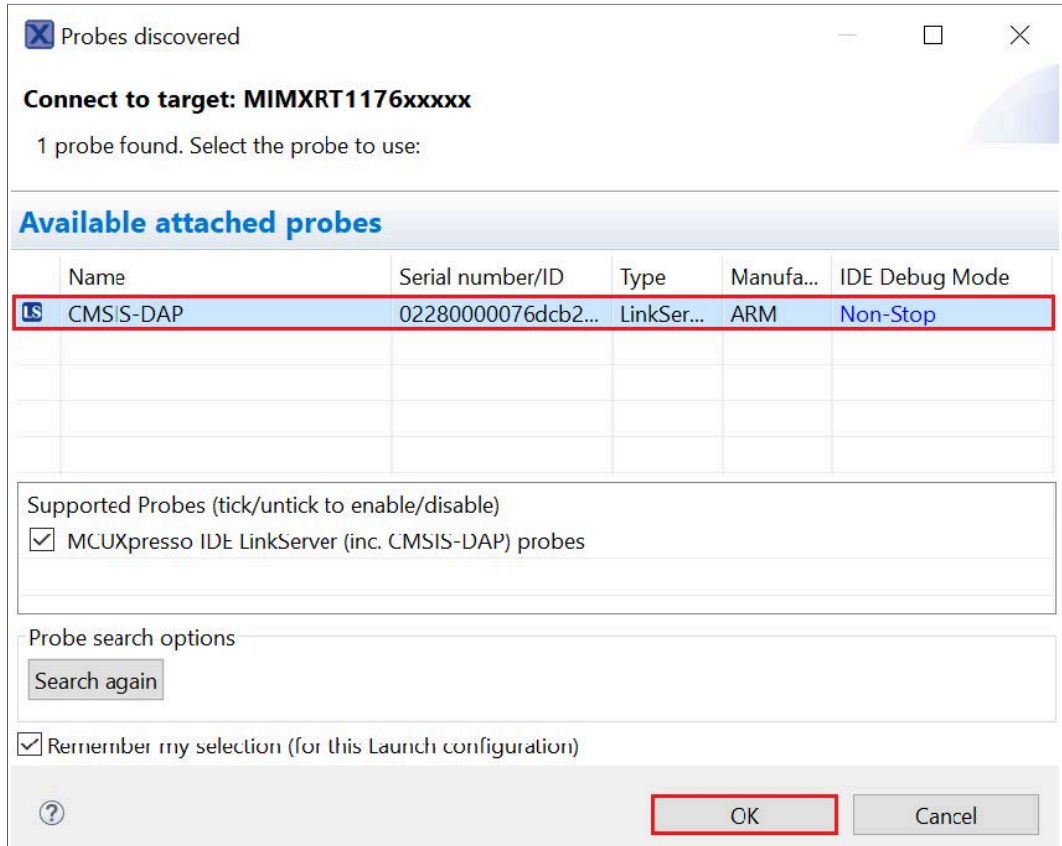 Probes discovered
Connect to target: MIMXRT1176xxxxx
1 probe found. Select the probe to use:
Available attached probes
Name Serial number/ID Type Manufa... IDE Debug Mode
LS CMSIS-DAP 02280000076dcb2... LinkSer... ARM Non-Stop
Supported Probes (tick/untick to enable/disable)
MCUXpresso IDE LinkServer (inc. CMSIS-DAP) probes
Probe search options
Search again
Remember my selection (for this Launch configuration)
? OK Cancel